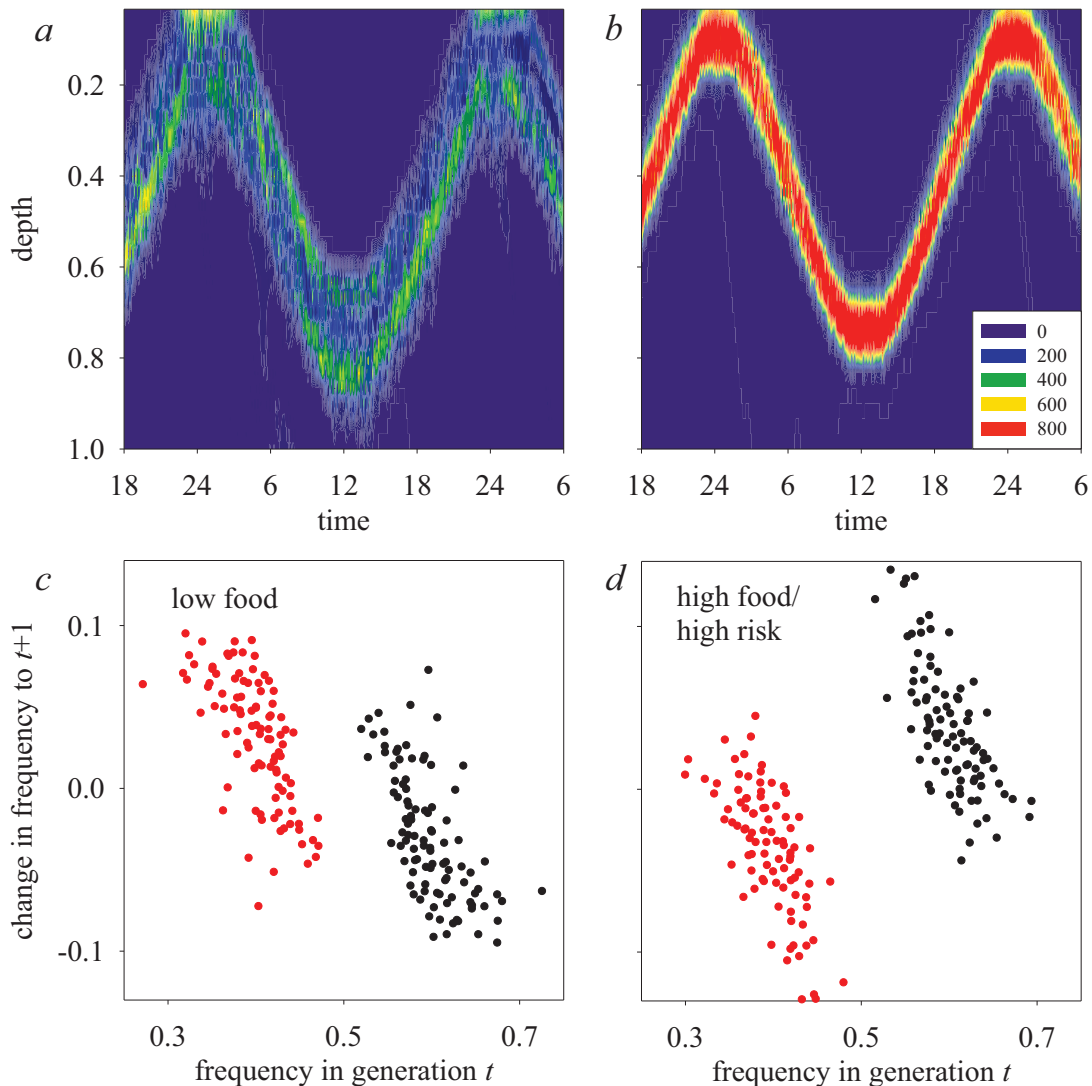 a
b
depth
0.2
0.4
0.6
0.8
1.0
18 24 6 12 18 24 6
time
18 24 6 12 18 24 6
time
0
200
400
600
800
c
low food
d
high food/
high risk
change in frequency to t+1
0.1
0.0
-0.1
0.3 0.5 0.7
frequency in generation t
0.3 0.5 0.7
frequency in generation t